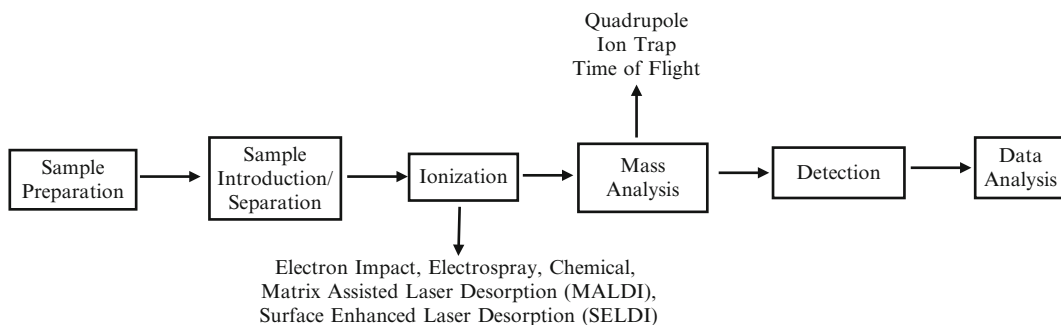 Quadrupole
Ion Trap
Time of Flight
Sample
Preparation
Sample
Introduction/
Separation
Ionization
Mass
Analysis
Detection
Data
Analysis
Electron Impact, Electrospray, Chemical,
Matrix Assisted Laser Desorption (MALDI),
Surface Enhanced Laser Desorption (SELDI)